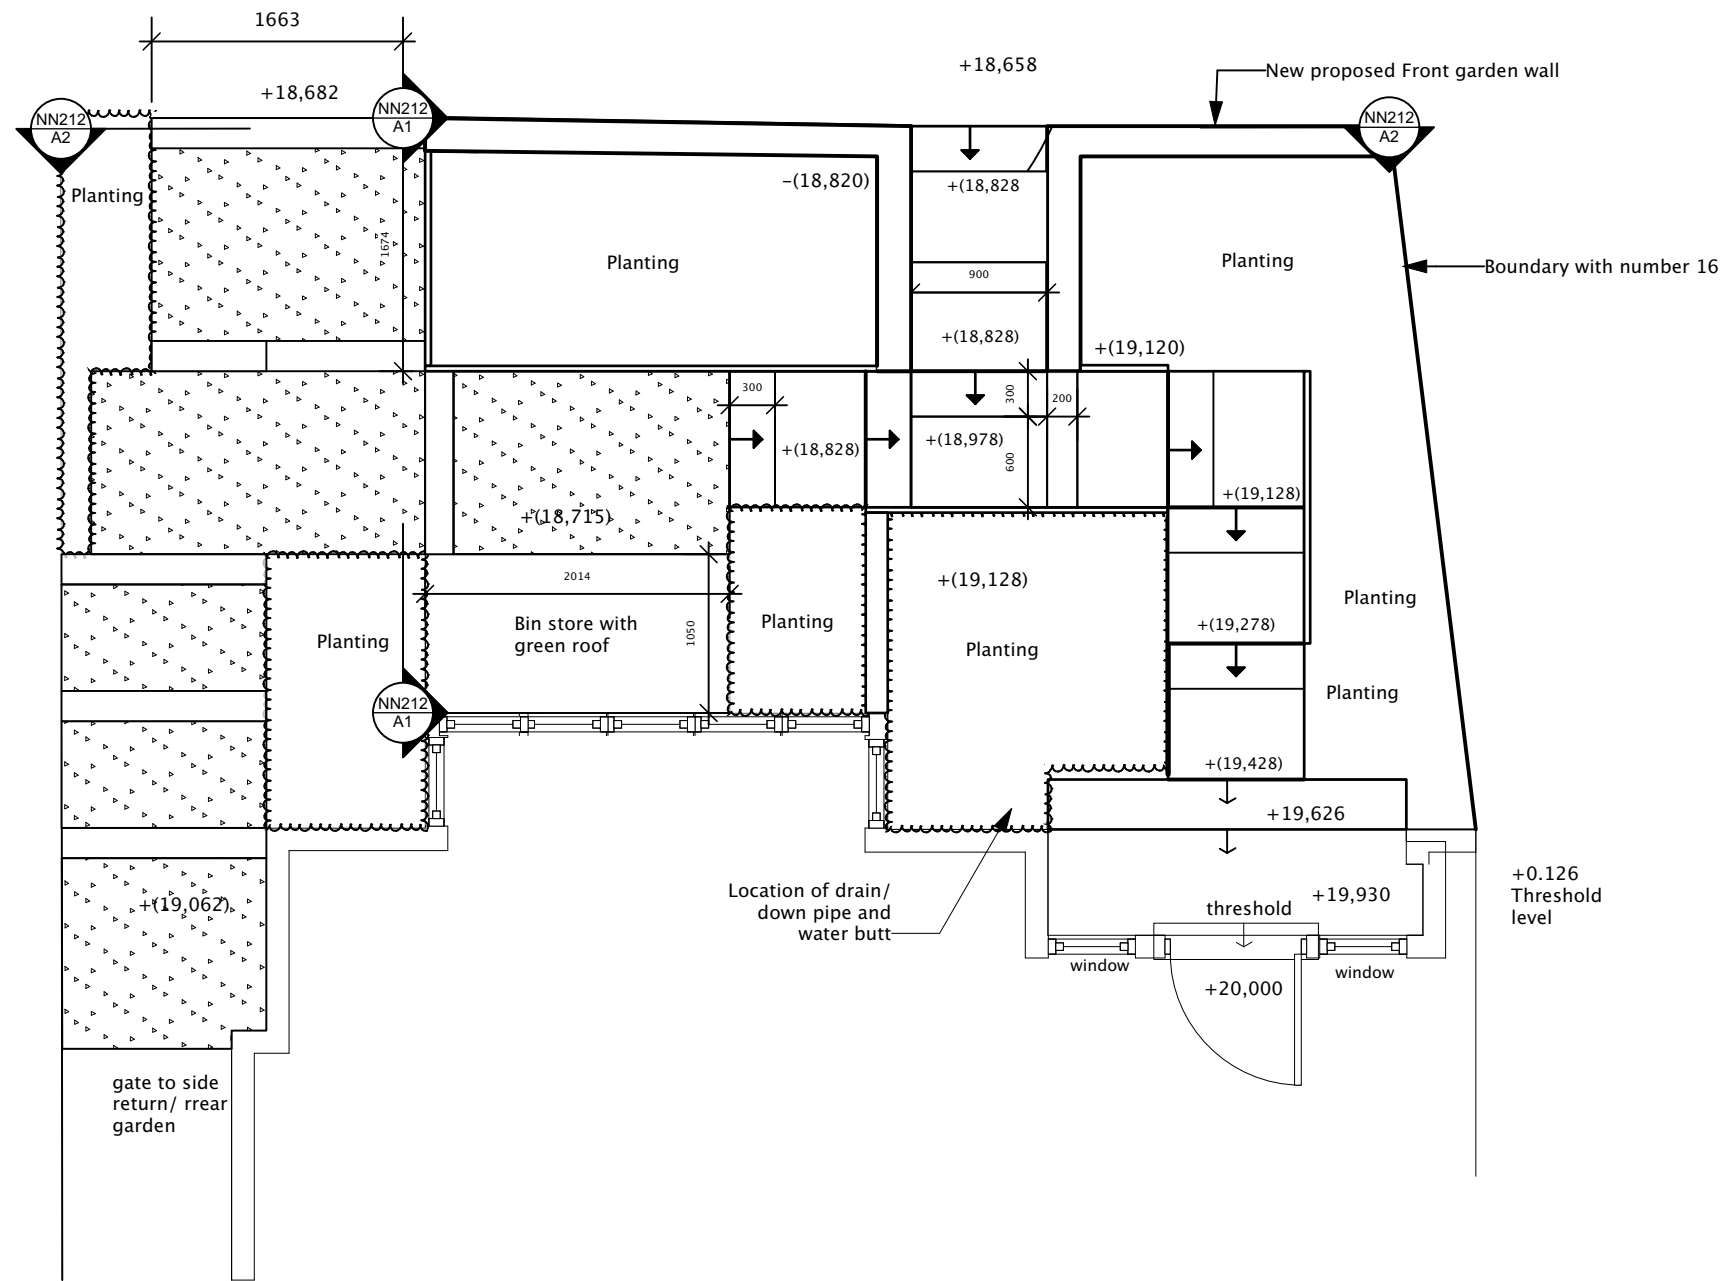 1663
+18,682
+18,658
New proposed Front garden wall
NN212
A2
NN212
A1
NN212
A2
Planting
-(18,820)
+(18,828
1674
Planting
900
Planting
Boundary with number 16
+(18,828)
+(19,120)
300
300
200
+(18,828)
+(18,978)
600
+(19,128)
+(18,715)
2014
+(19,128)
Bin store with
green roof
1050
Planting
Planting
Planting
+(19,278)
Planting
Planting
NN212
A1
+(19,428)
+19,626
Location of drain/
down pipe and
water butt
+19,930
threshold
+0.126
Threshold
level
+(19,062)
window
window
+20,000
gate to side
return/ rrear
garden